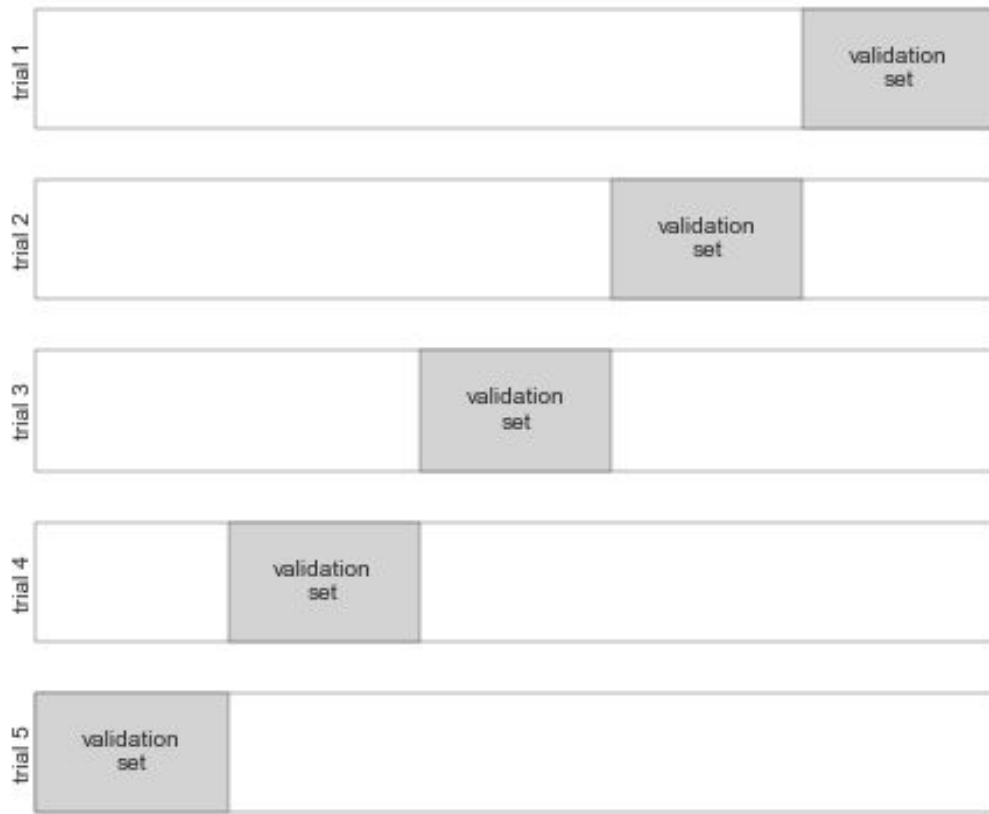 trial 1
validation
set
trial 2
validation
set
trial 3
validation
set
trial 4
validation
set
trial 5
validation
set